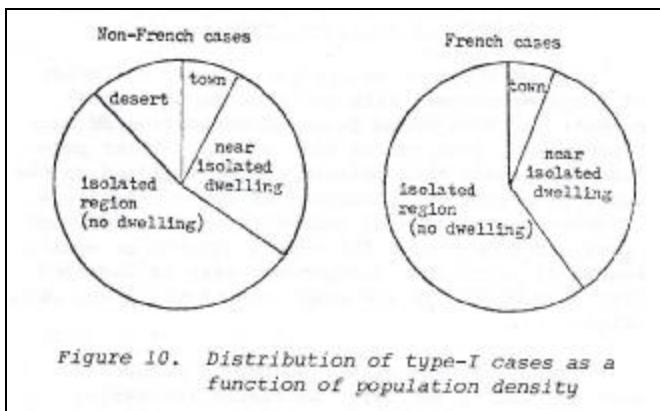 Non-French cases
desert
town
near
isolated
dwelling
isolated
region
(no dwelling)
French cases
town
near
isolated
dwelling
isolated
region
(no dwelling)
Figure 10. Distribution of type-I cases as a
function of population density